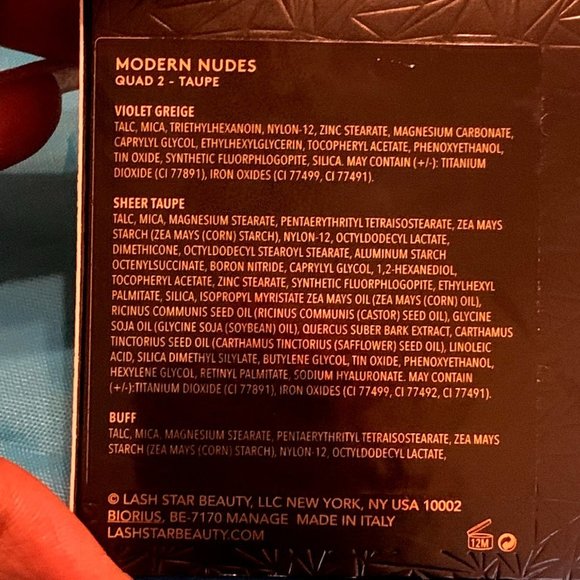 MODERN NUDES
QUAD 2 - TAUPE
VIOLET GREIGE
TALC, MICA, TRIETHYLHEXANOIN, NYLON-12, ZINC STEARATE, MAGNESIUM CARBONATE,
CAPRYLYL GLYCOL, ETHYLHEXYLGLYCERIN, TOCOPHERYL ACETATE, PHENOXYETHANOL,
TIN OXIDE, SYNTHETIC FLUORPHLOGOPITE, SILICA. MAY CONTAIN (+/-): TITANIUM
DIOXIDE (CI 77891), IRON OXIDES (CI 77499, CI 77491).
SHEER TAUPE
TALC, MICA, MAGNESIUM STEARATE, PENTAERYTHRITYL TETRAISOSTEARATE, ZEA MAYS
STARCH (ZEA MAYS (CORN) STARCH), NYLON-12, OCTYLDODECYL LACTATE,
DIMETHICONE, OCTYLDODECYL STEAROYL STEARATE, ALUMINUM STARCH
OCTENYLSUCCINATE, BORON NITRIDE, CAPRYLYL GLYCOL, 1,2-HEXANEDIOL,
TOCOPHERYL ACETATE, ZINC STEARATE, SYNTHETIC FLUORPHLOGOPITE, ETHYLHEXYL
PALMITATE, SILICA, ISOPROPYL MYRISTATE ZEA MAYS OIL (ZEA MAYS (CORN) OIL),
RICINUS COMMUNIS SEED OIL (RICINUS COMMUNIS (CASTOR) SEED OIL), GLYCINE
SOJA OIL (GLYCINE SOJA (SOYBEAN) OIL), QUERCUS SUBER BARK EXTRACT, CARTHAMUS
TINCTORIUS SEED OIL (CARTHAMUS TINCTORIUS (SAFFLOWER) SEED OIL), LINOLEIC
ACID, SILICA DIMETHYL SILYLATE, BUTYLENE GLYCOL, TIN OXIDE, PHENOXYETHANOL,
HEXYLENE GLYCOL, RETINYL PALMITATE, SODIUM HYALURONATE. MAY CONTAIN
(+/-):TITANIUM DIOXIDE (CI 77891), IRON OXIDES (CI 77499, CI 77492, CI 77491).
BUFF
TALC, MICA, MAGNESIUM STEARATE, PENTAERYTHRITYL TETRAISOSTEARATE, ZEA MAYS
STARCH (ZEA MAYS (CORN) STARCH), NYLON-12, OCTYLDODECYL LACTATE,
© LASH STAR BEAUTY, LLC NEW YORK, NY USA 10002
BIORIUS, BE-7170 MANAGE MADE IN ITALY
LASHSTARBEAUTY.COM
12M